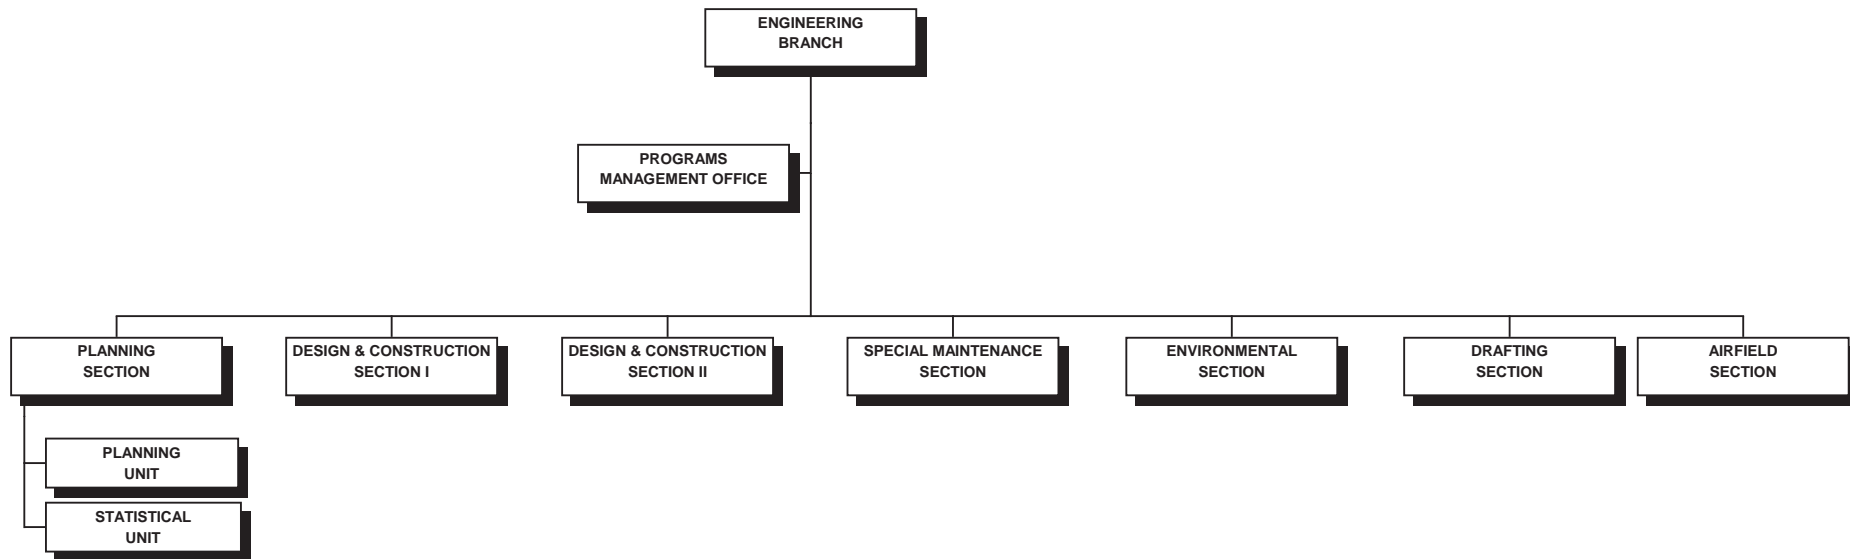 ENGINEERING
BRANCH
PROGRAMS
MANAGEMENT OFFICE
PLANNING
SECTION
DESIGN & CONSTRUCTION
SECTION I
DESIGN & CONSTRUCTION
SECTION II
SPECIAL MAINTENANCE
SECTION
ENVIRONMENTAL
SECTION
DRAFTING
SECTION
AIRFIELD
SECTION
PLANNING
UNIT
STATISTICAL
UNIT